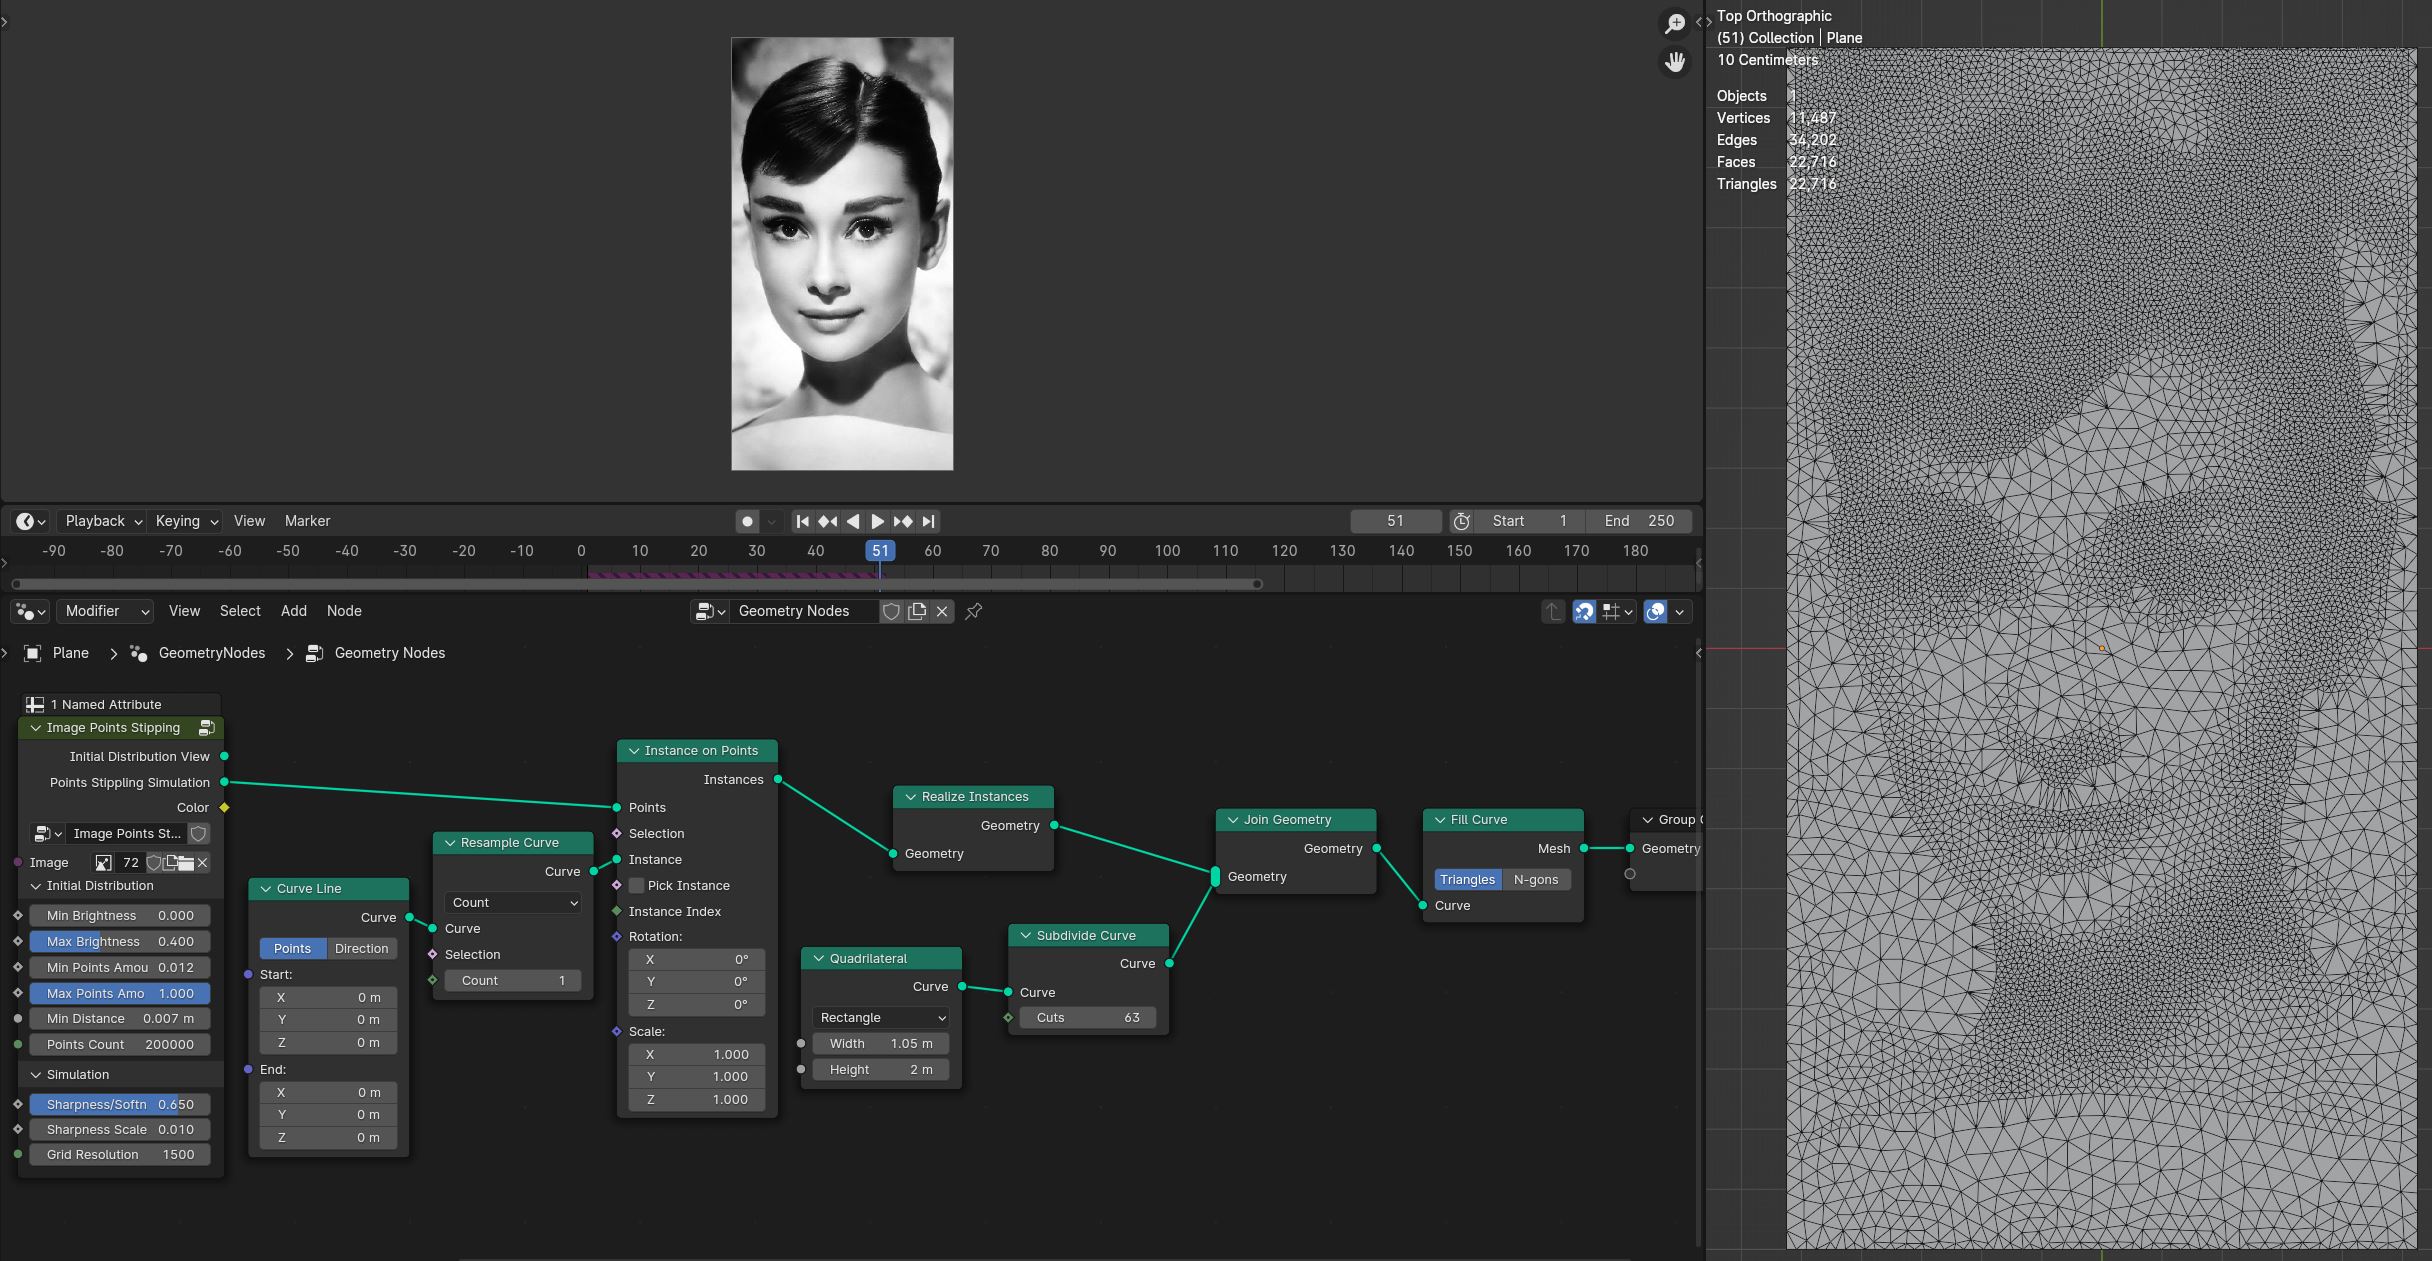 Top Orthographic
(51) Collection | Plane
10 Centimeters
Objects 1
Vertices 11,487
Edges 34,202
Faces 22,716
Triangles 22,716
Playback Keying View Marker
51 Start 1 End 250
-90 -80 -70 -60 -50 -40 -30 -20 -10 0 10 20 30 40 51 60 70 80 90 100 110 120 130 140 150 160 170 180
Modifier View Select Add Node Geometry Nodes
Plane > GeometryNodes > Geometry Nodes
1 Named Attribute
Image Points Stipping
Initial Distribution View
Points Stippling Simulation
Color
Image Points St...
Image 72
Initial Distribution
Min Brightness 0.000
Max Brightness 0.400
Min Points Amou 0.012
Max Points Amo 1.000
Min Distance 0.007 m
Points Count 200000
Simulation
Sharpness/Softn 0.650
Sharpness Scale 0.010
Grid Resolution 1500
Curve Line
Curve
Points Direction
Start:
X 0 m
Y 0 m
Z 0 m
End:
X 0 m
Y 0 m
Z 0 m
Resample Curve
Curve
Count
Curve
Selection
Count 1
Instance on Points
Instances
Points
Selection
Instance
Pick Instance
Instance Index
Rotation:
X 0°
Y 0°
Z 0°
Scale:
X 1.000
Y 1.000
Z 1.000
Realize Instances
Geometry
Geometry
Quadrilateral
Curve
Rectangle
Width 1.05 m
Height 2 m
Subdivide Curve
Curve
Curve
Cuts 63
Join Geometry
Geometry
Geometry
Fill Curve
Mesh
Triangles N-gons
Curve
Group
Geometry